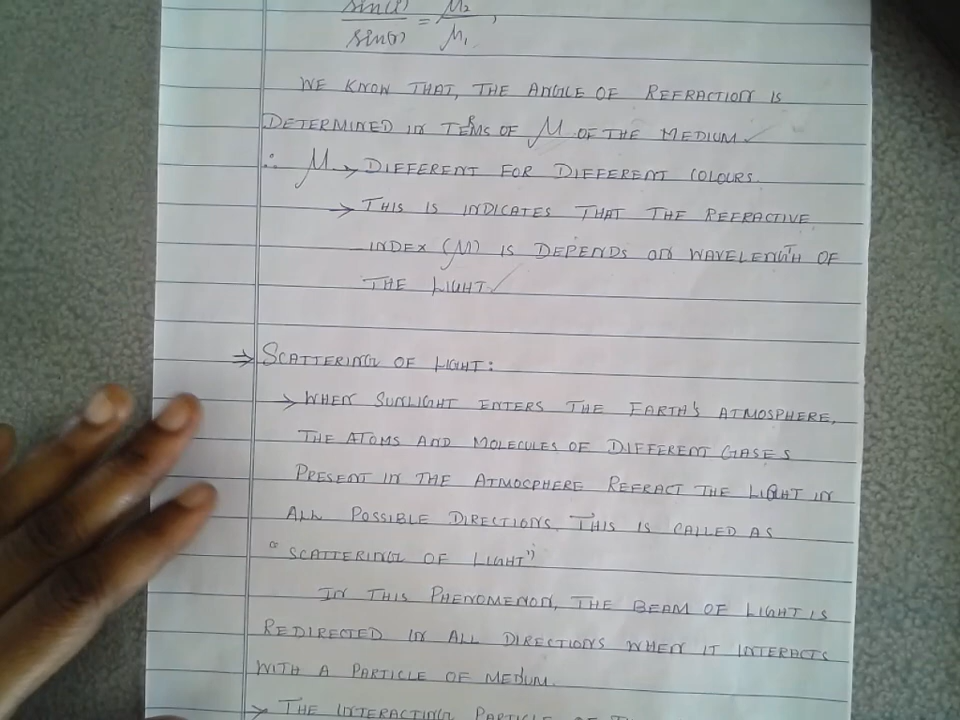 sin(i) = μ₂ ,
sin(r) μ₁
WE KNOW THAT, THE ANGLE OF REFRACTION IS
DETERMINED IN TERMS OF μ OF THE MEDIUM ✓
∴ μ → DIFFERENT FOR DIFFERENT COLOURS.
→ THIS IS INDICATES THAT THE REFRACTIVE
INDEX (μ) IS DEPENDS ON WAVELENGTH OF
THE LIGHT ✓
⇒ SCATTERING OF LIGHT:
→ WHEN SUNLIGHT ENTERS THE EARTH'S ATMOSPHERE,
THE ATOMS AND MOLECULES OF DIFFERENT GASES
PRESENT IN THE ATMOSPHERE REFRACT THE LIGHT IN
ALL POSSIBLE DIRECTIONS. THIS IS CALLED AS
"SCATTERING OF LIGHT"
IN THIS PHENOMENON, THE BEAM OF LIGHT IS
REDIRECTED IN ALL DIRECTIONS WHEN IT INTERACTS
WITH A PARTICLE OF MEDIUM.
→ THE INTERACTING PARTICLE OF